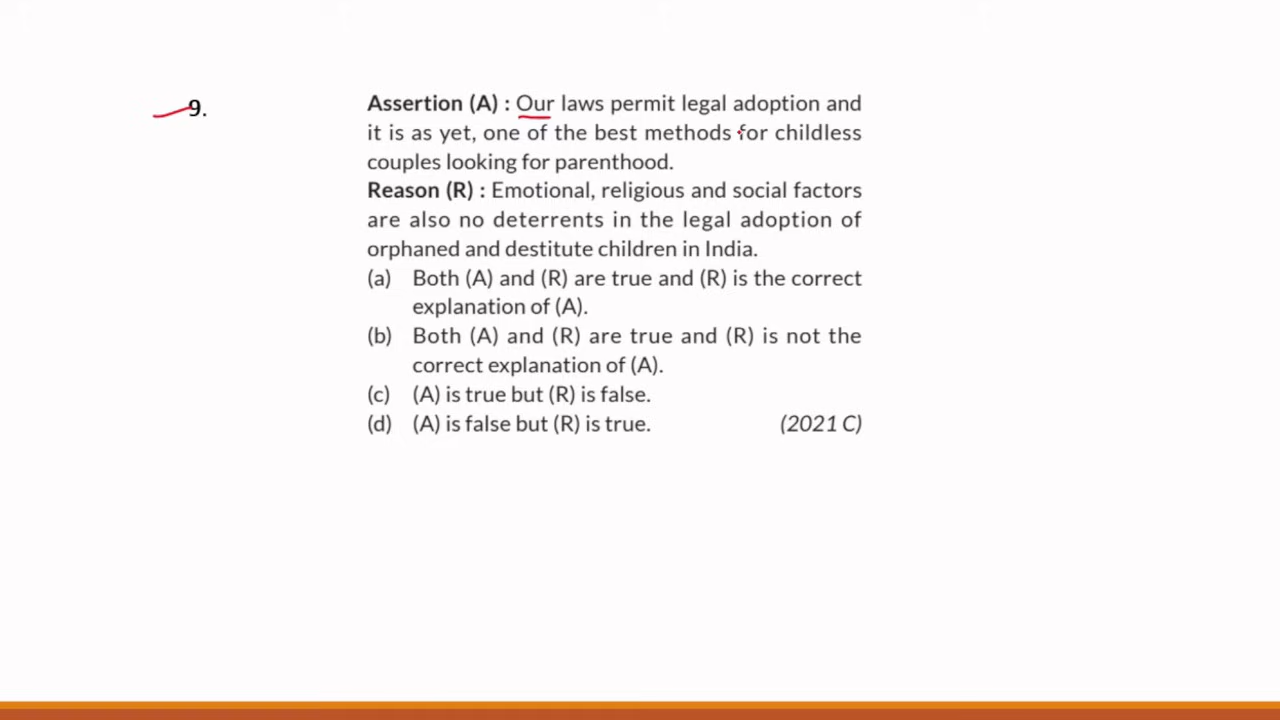 9.
Assertion (A) : Our laws permit legal adoption and
it is as yet, one of the best methods for childless
couples looking for parenthood.
Reason (R) : Emotional, religious and social factors
are also no deterrents in the legal adoption of
orphaned and destitute children in India.
(a) Both (A) and (R) are true and (R) is the correct
explanation of (A).
(b) Both (A) and (R) are true and (R) is not the
correct explanation of (A).
(c) (A) is true but (R) is false.
(d) (A) is false but (R) is true. (2021 C)